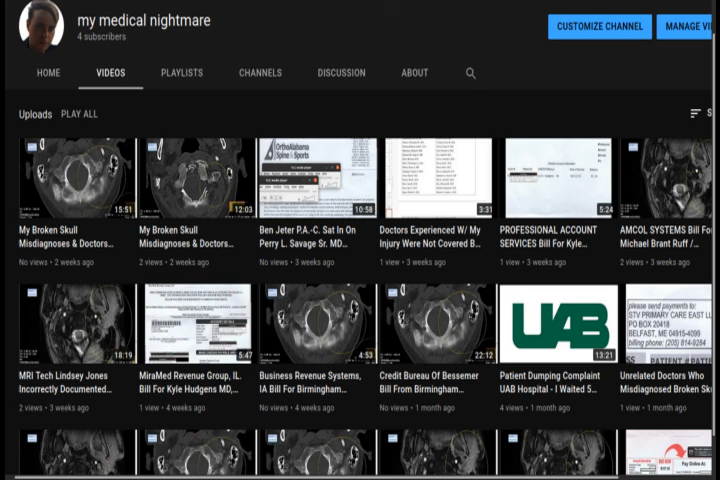 my medical nightmare
4 subscribers
CUSTOMIZE CHANNEL
MANAGE VI
HOME VIDEOS PLAYLISTS CHANNELS DISCUSSION ABOUT
Uploads PLAY ALL
S
OrthoAlabama
Spine & Sports
15:51
12:03
10:58
3:31
5:24
My Broken Skull
Misdiagnoses & Doctors...
No views • 2 weeks ago
My Broken Skull
Misdiagnoses & Doctors...
2 views • 2 weeks ago
Ben Jeter P.A.-C. Sat In On
Perry L. Savage Sr. MD...
No views • 3 weeks ago
Doctors Experienced W/ My
Injury Were Not Covered B...
1 view • 3 weeks ago
PROFESSIONAL ACCOUNT
SERVICES Bill For Kyle...
1 view • 3 weeks ago
AMCOL SYSTEMS Bill Fo
Michael Brant Ruff /...
2 views • 3 weeks ago
18:19
5:47
4:53
22:12
UAB
13:21
please send payments to:
STV PRIMARY CARE EAST LL
PO BOX 20418
BELFAST, ME 04915-4099
billing phone: (205) 814-9264
MRI Tech Lindsey Jones
Incorrectly Documented...
2 views • 3 weeks ago
MiraMed Revenue Group, IL.
Bill For Kyle Hudgens MD,...
1 view • 4 weeks ago
Business Revenue Systems,
IA Bill For Birmingham...
No views • 4 weeks ago
Credit Bureau Of Bessemer
Bill From Birmingham...
No views • 1 month ago
Patient Dumping Complaint
UAB Hospital - I Waited 5...
4 views • 1 month ago
Unrelated Doctors Who
Misdiagnosed Broken Sku
1 view • 1 month ago
Pay Online At: